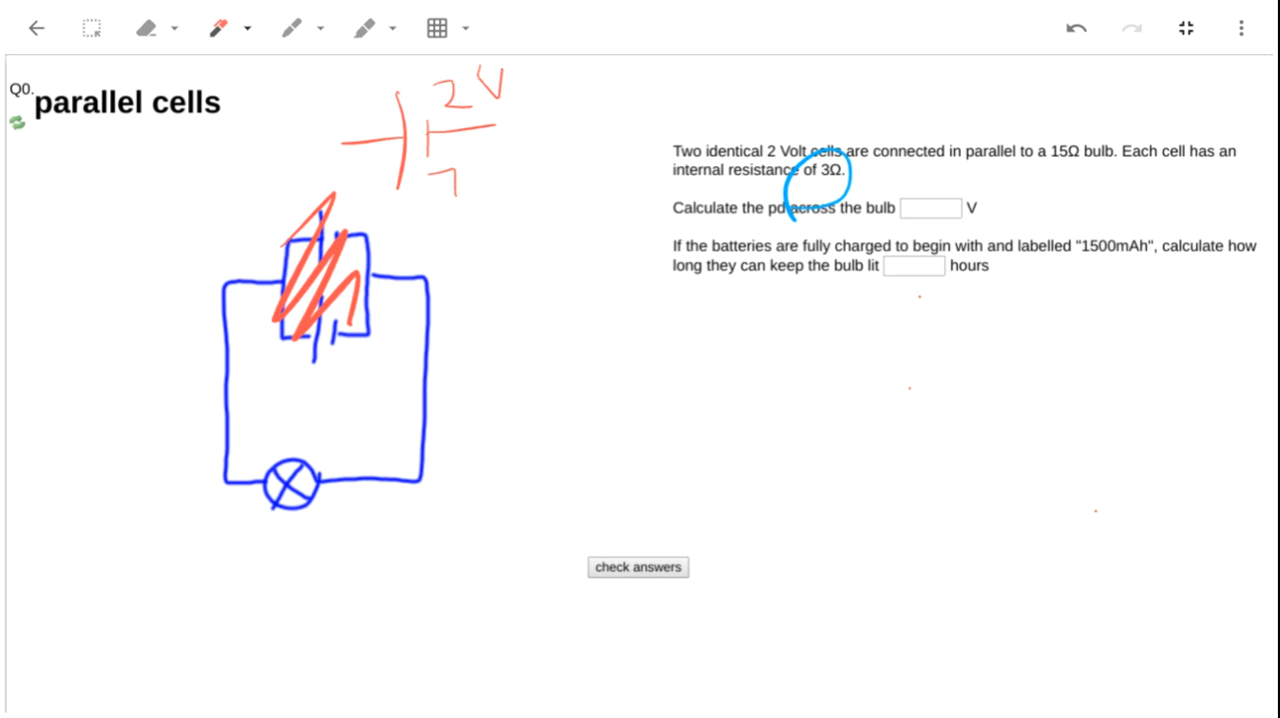 Q0.
parallel cells
2V
Two identical 2 Volt cells are connected in parallel to a 15Ω bulb. Each cell has an
internal resistance of 3Ω.
Calculate the pd across the bulb V
If the batteries are fully charged to begin with and labelled "1500mAh", calculate how
long they can keep the bulb lit hours
check answers